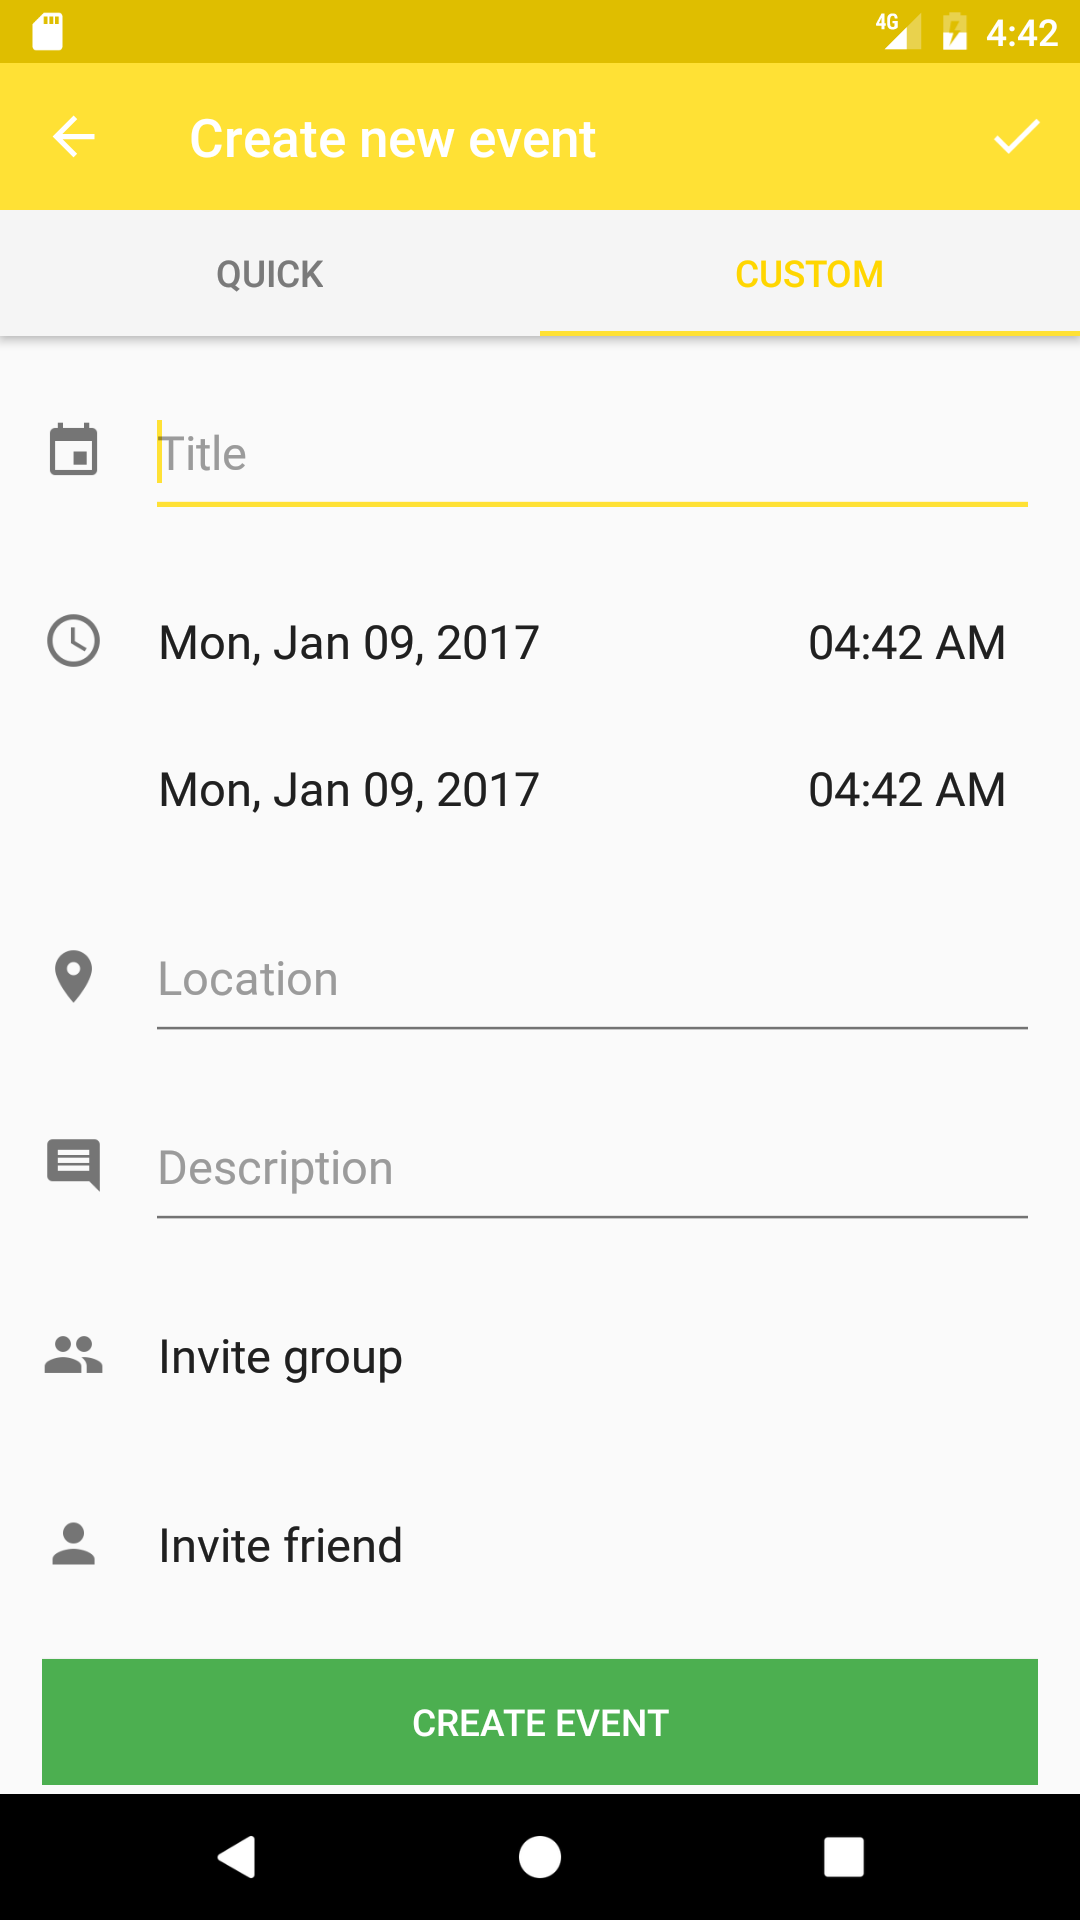 4G 4:42
Create new event
QUICK CUSTOM
Title
Mon, Jan 09, 2017 04:42 AM
Mon, Jan 09, 2017 04:42 AM
Location
Description
Invite group
Invite friend
CREATE EVENT